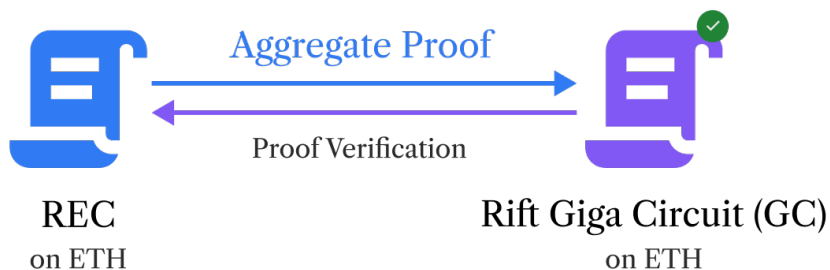 Aggregate Proof
Proof Verification
REC
on ETH
Rift Giga Circuit (GC)
on ETH